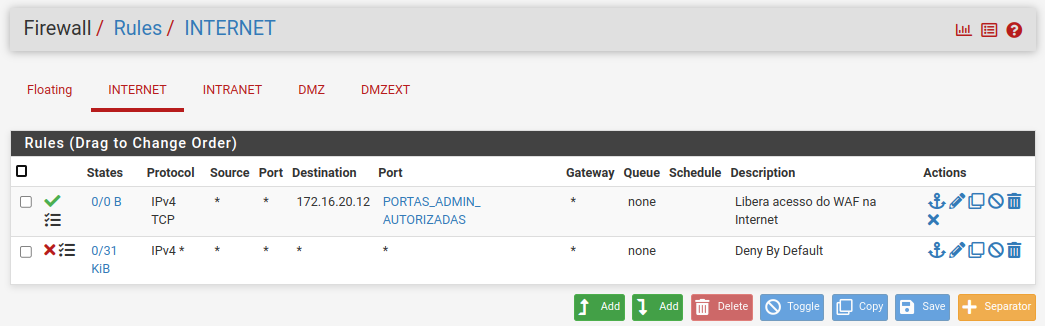 Firewall / Rules / INTERNET
Floating INTERNET INTRANET DMZ DMZEXT
Rules (Drag to Change Order)
States Protocol Source Port Destination Port Gateway Queue Schedule Description Actions
0/0 B IPv4 * * 172.16.20.12 PORTAS_ADMIN_ * none Libera acesso do WAF na
TCP AUTORIZADAS Internet
0/31 IPv4 * * * * * * none Deny By Default
KiB
Add Add Delete Toggle Copy Save Separator